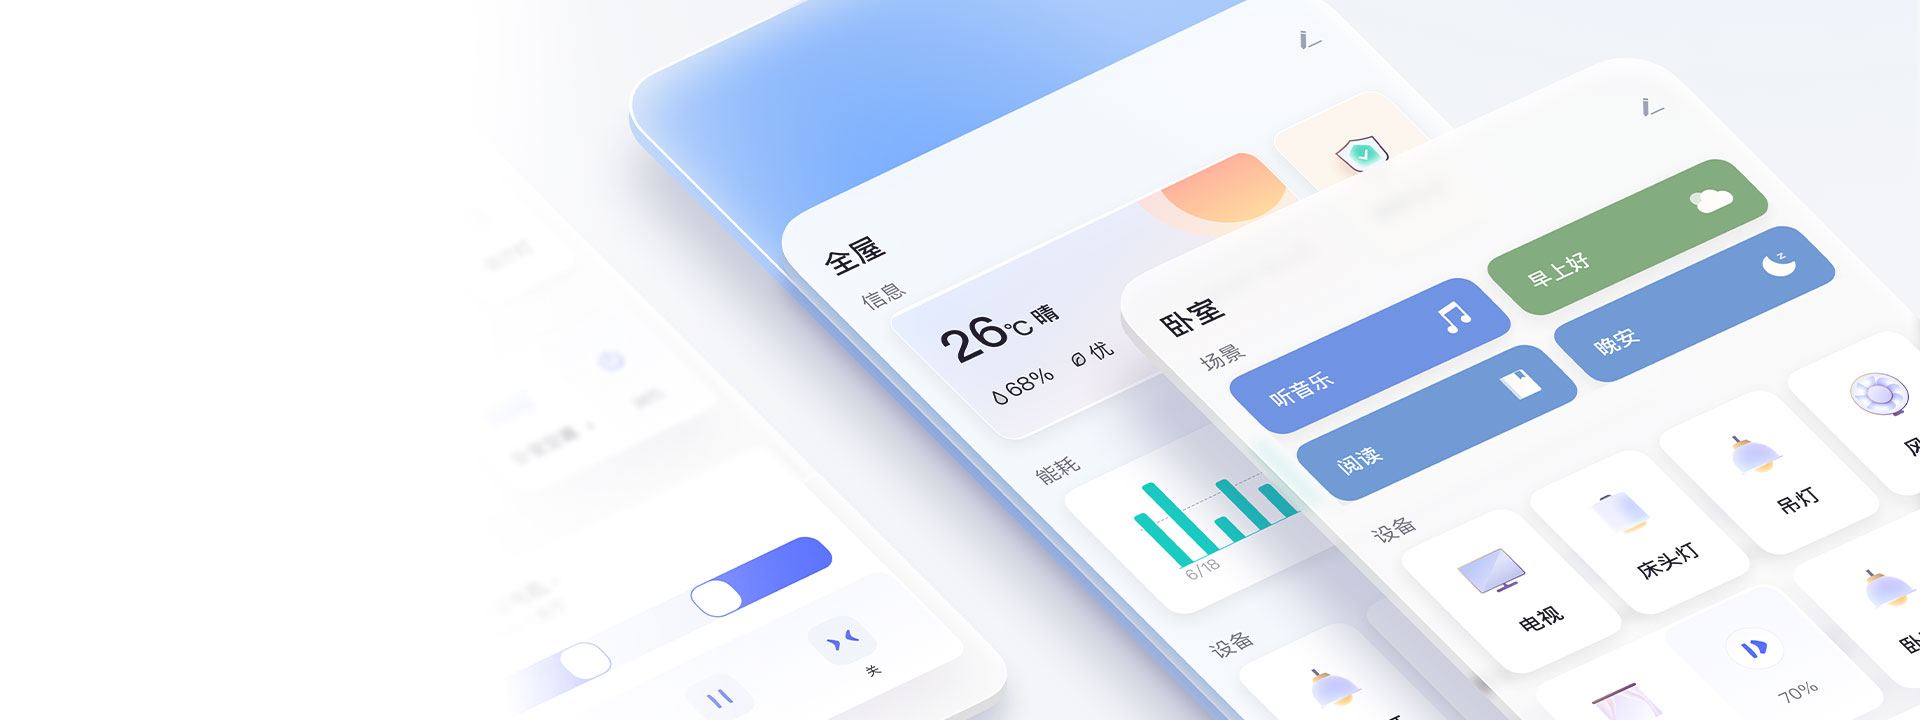 全屋
信息
26℃ 晴
68% 优
能耗
6/18
设备
卧室
场景
听音乐
早上好
阅读
晚安
设备
电视
床头灯
吊灯
70%
关